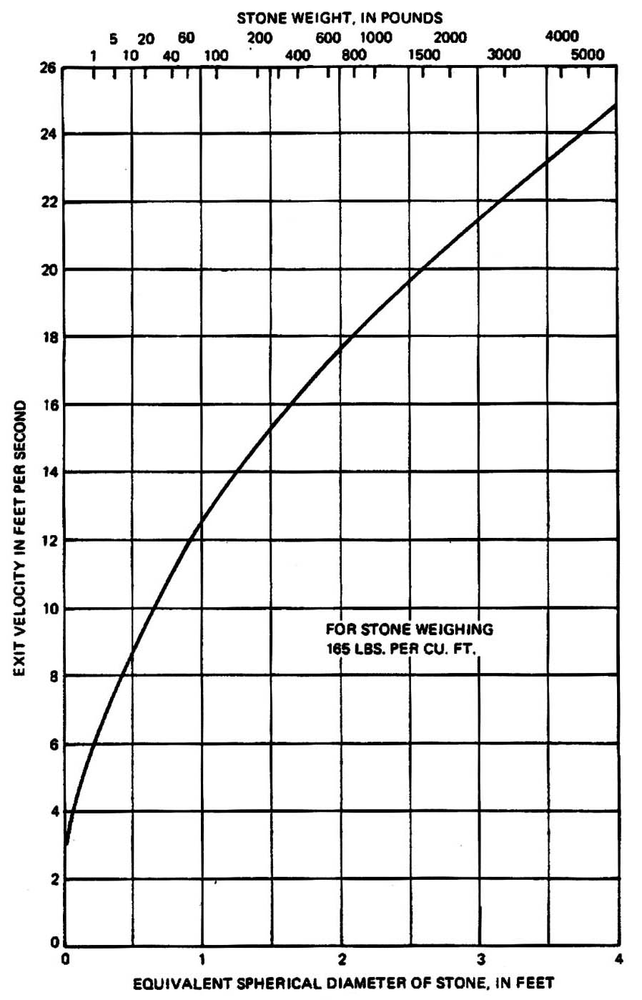 STONE WEIGHT, IN POUNDS
5 20 60 200 600 1000 2000 4000
1 10 40 100 400 800 1500 3000 5000
26
24
22
20
18
16
14
12
10
8
6
4
2
0
EXIT VELOCITY IN FEET PER SECOND
FOR STONE WEIGHING
165 LBS. PER CU. FT.
0 1 2 3 4
EQUIVALENT SPHERICAL DIAMETER OF STONE, IN FEET